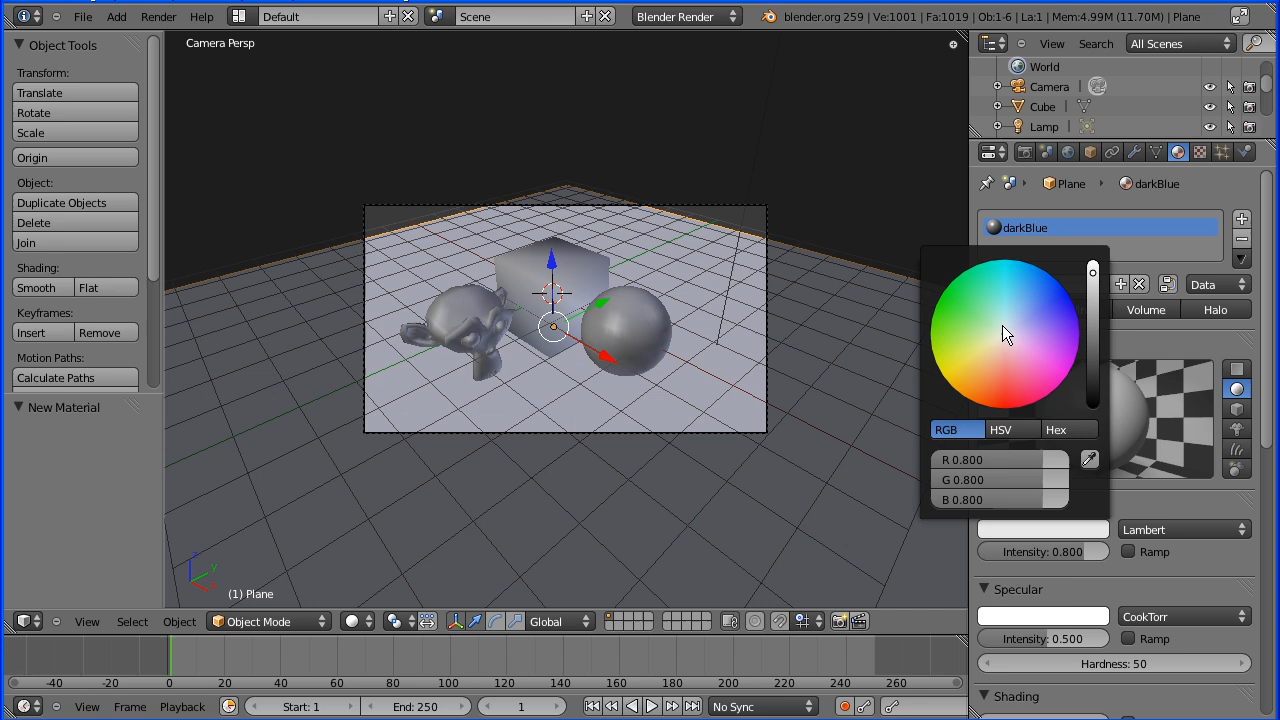 File Add Render Help Default Scene Blender Render blender.org 259 | Ve:1001 | Fa:1019 | Ob:1-6 | La:1 | Mem:4.99M (11.70M) | Plane
Object Tools
Transform:
Translate
Rotate
Scale
Origin
Object:
Duplicate Objects
Delete
Join
Shading:
Smooth Flat
Keyframes:
Insert Remove
Motion Paths:
Calculate Paths
New Material
Camera Persp
z
y
x
(1) Plane
View Search All Scenes
World
Camera
Cube
Lamp
Plane darkBlue
darkBlue
Data
Volume Halo
RGB HSV Hex
R 0.800
G 0.800
B 0.800
Lambert
Intensity: 0.800 Ramp
Specular
CookTorr
Intensity: 0.500 Ramp
Hardness: 50
Shading
View Select Object Object Mode Global
-40 -20 0 20 40 60 80 100 120 140 160 180 200 220 240 260
View Frame Playback Start: 1 End: 250 1 No Sync